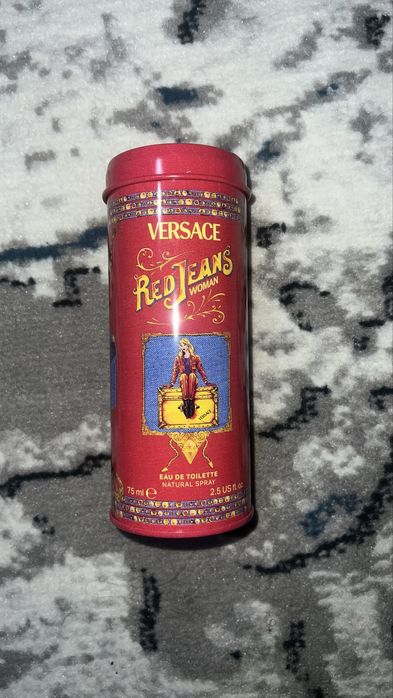 VERSACE
RED JEANS
WOMAN
EAU DE TOILETTE
NATURAL SPRAY
75 ml ℮ 2.5 US fl. oz